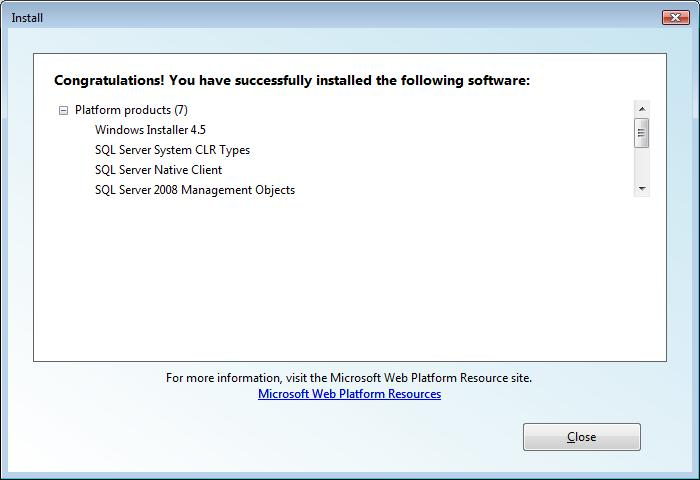 Install
Congratulations! You have successfully installed the following software:
Platform products (7)
Windows Installer 4.5
SQL Server System CLR Types
SQL Server Native Client
SQL Server 2008 Management Objects
For more information, visit the Microsoft Web Platform Resource site.
Microsoft Web Platform Resources
Close